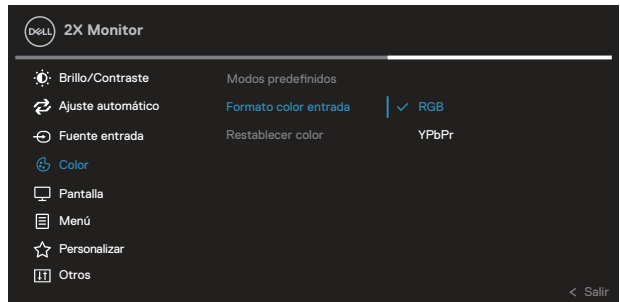 DELL 2X Monitor
Brillo/Contraste Modos predefinidos
Ajuste automático Formato color entrada RGB
Fuente entrada Restablecer color YPbPr
Color
Pantalla
Menú
Personalizar
Otros
< Salir